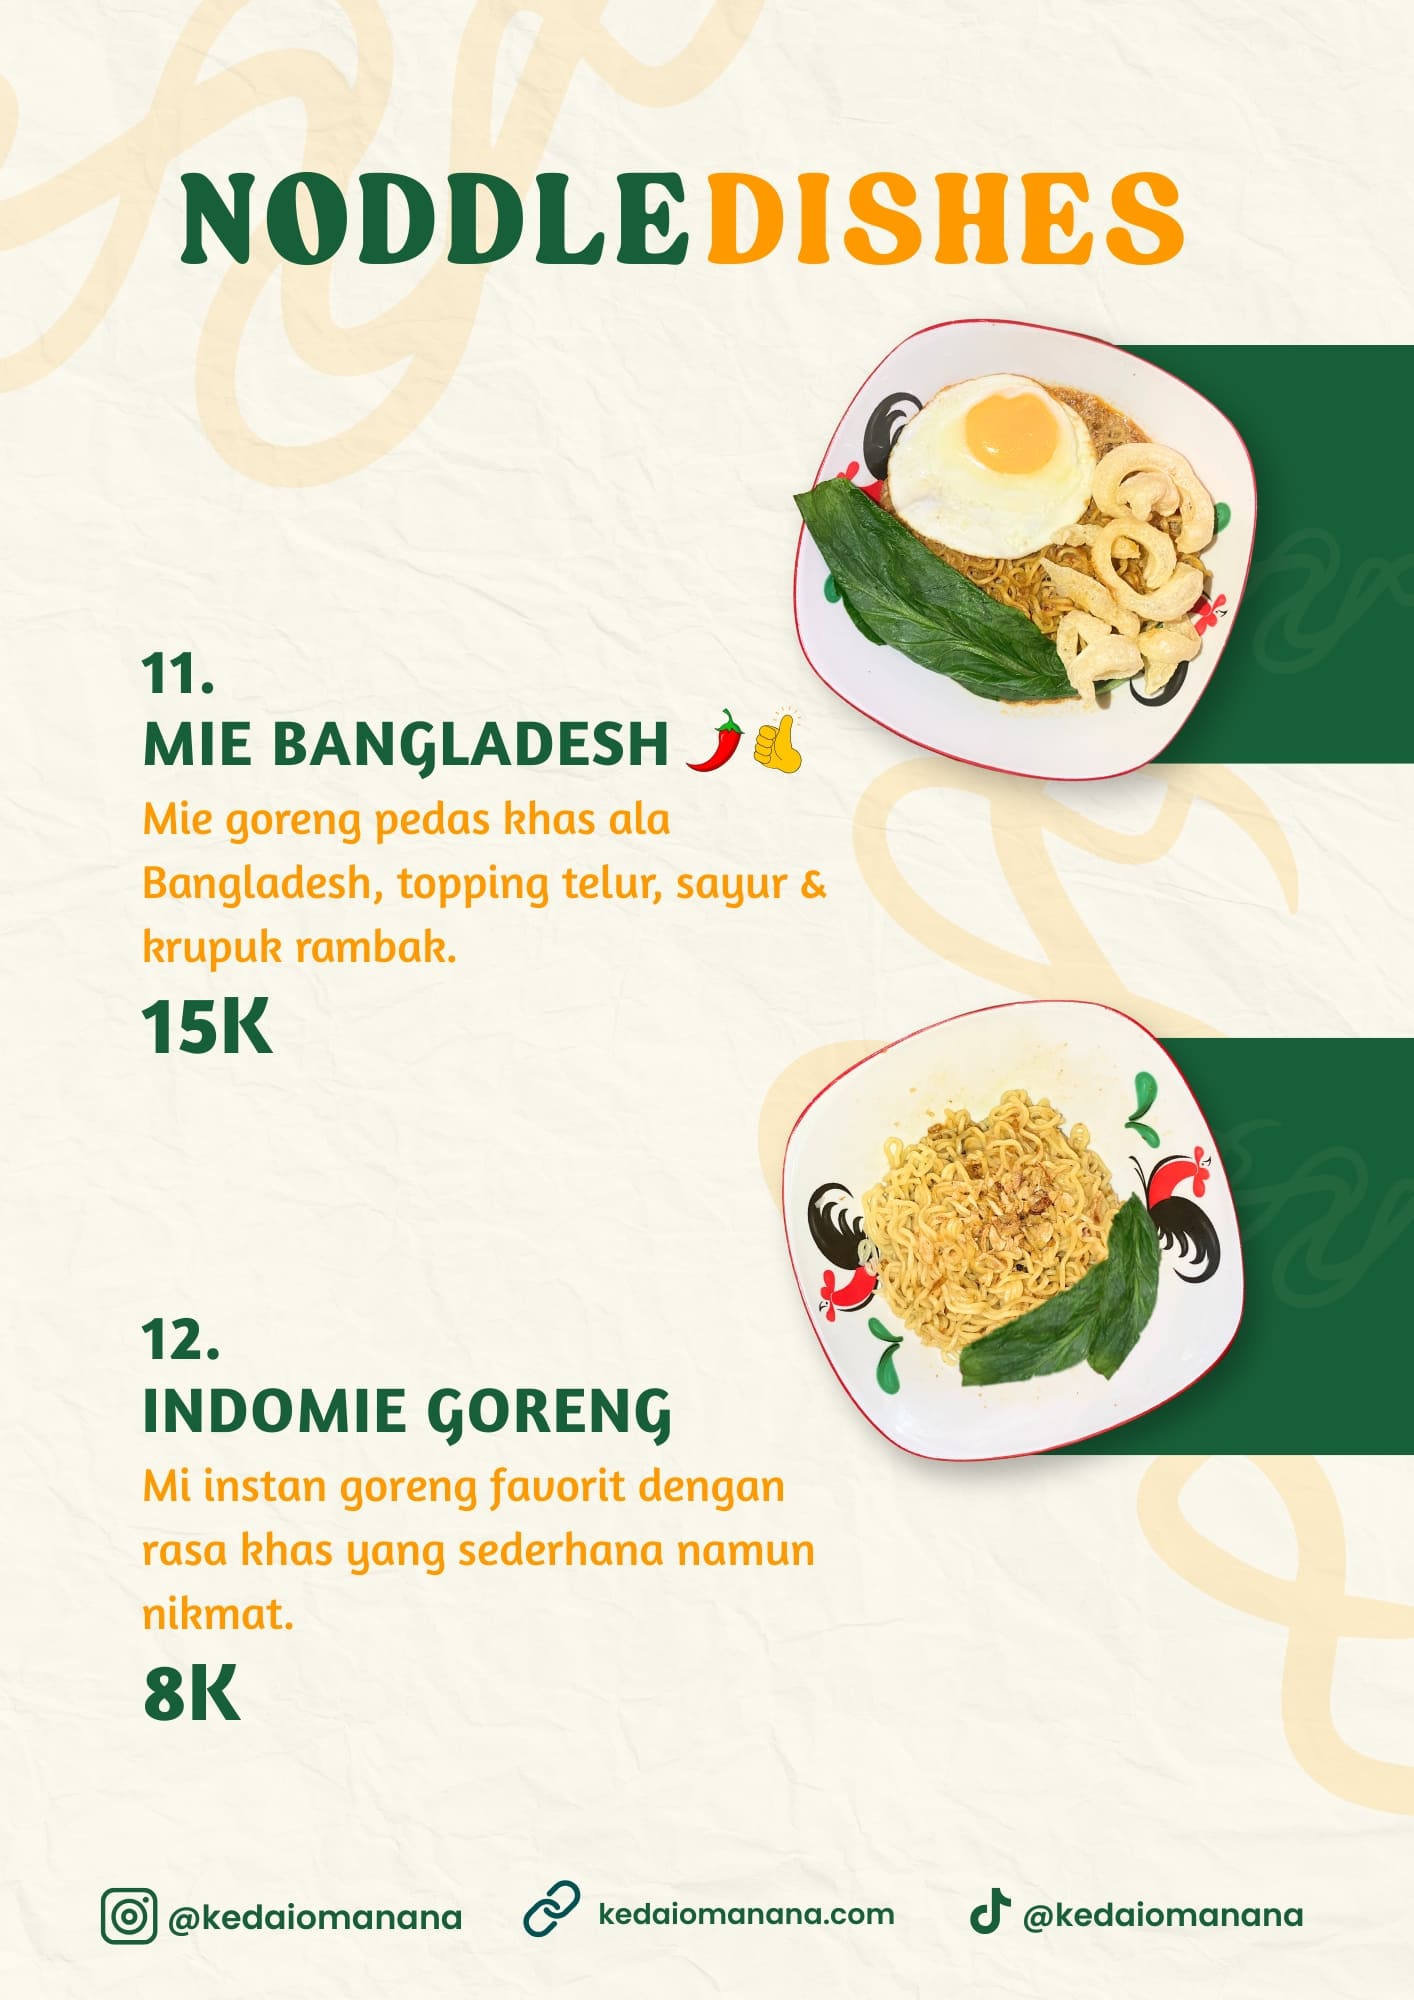 NODDLE DISHES
11.
MIE BANGLADESH 🌶️👍
Mie goreng pedas khas ala
Bangladesh, topping telur, sayur &
krupuk rambak.
15K
12.
INDOMIE GORENG
Mi instan goreng favorit dengan
rasa khas yang sederhana namun
nikmat.
8K
@kedaiomanana kedaiomanana.com @kedaiomanana